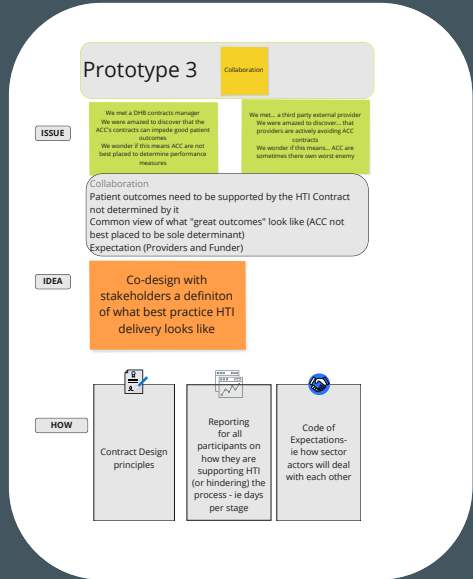 Prototype 3
Collaboration
ISSUE
We met a DHB contracts manager
We were amazed to discover that the
ACC's contracts can impede good patient
outcomes
We wonder if this means ACC are not
best placed to determine performance
measures
We met... a third party external provider
We were amazed to discover... that
providers are actively avoiding ACC
contracts
We wonder if this means... ACC are
sometimes there own worst enemy
Collaboration
Patient outcomes need to be supported by the HTI Contract
not determined by it
Common view of what "great outcomes" look like (ACC not
best placed to be sole determinant)
Expectation (Providers and Funder)
IDEA
Co-design with
stakeholders a definiton
of what best practice HTI
delivery looks like
HOW
Contract Design
principles
Reporting
for all
participants on
how they are
supporting HTI
(or hindering) the
process - ie days
per stage
Code of
Expectations-
ie how sector
actors will deal
with each other